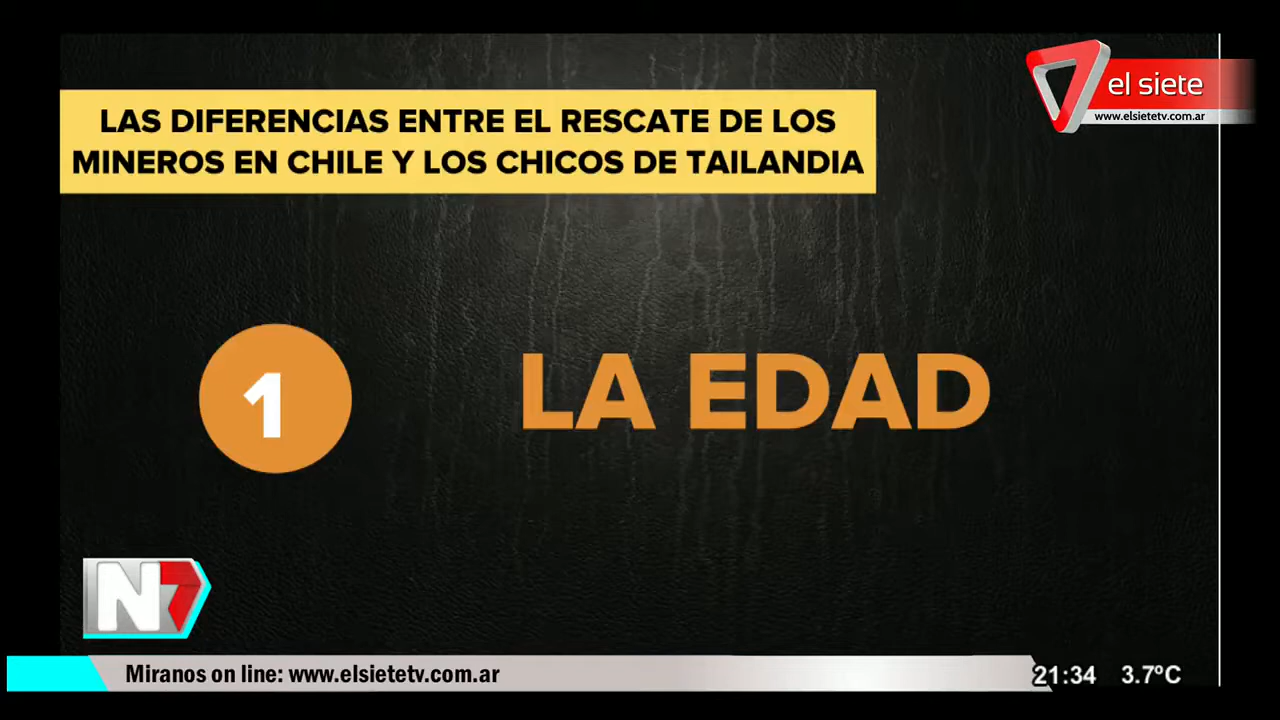 el siete
www.elsietetv.com.ar
LAS DIFERENCIAS ENTRE EL RESCATE DE LOS
MINEROS EN CHILE Y LOS CHICOS DE TAILANDIA
1 LA EDAD
N7
Miranos on line: www.elsietetv.com.ar 21:34 3.7ºC